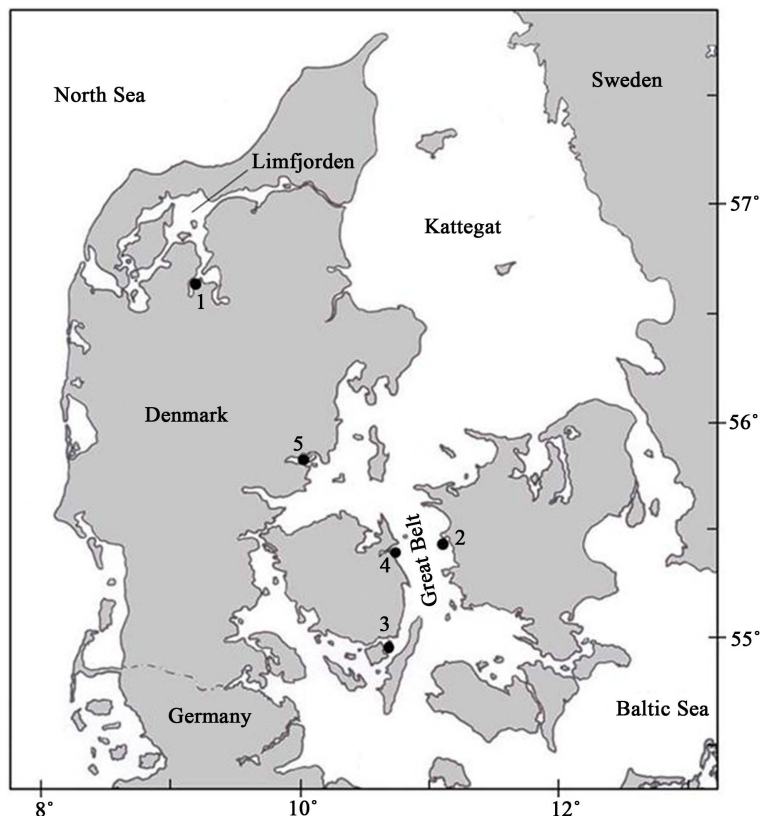 North Sea
Sweden
Limfjorden
57°
Kattegat
1
Denmark
56°
5
Great Belt
2
4
3
55°
Germany
Baltic Sea
8°
10°
12°